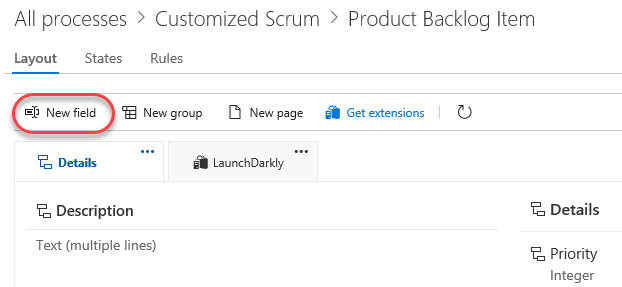 All processes > Customized Scrum > Product Backlog Item
Layout States Rules
New field New group New page Get extensions
Details ... LaunchDarkly ...
Description
Text (multiple lines)
Details
Priority
Integer